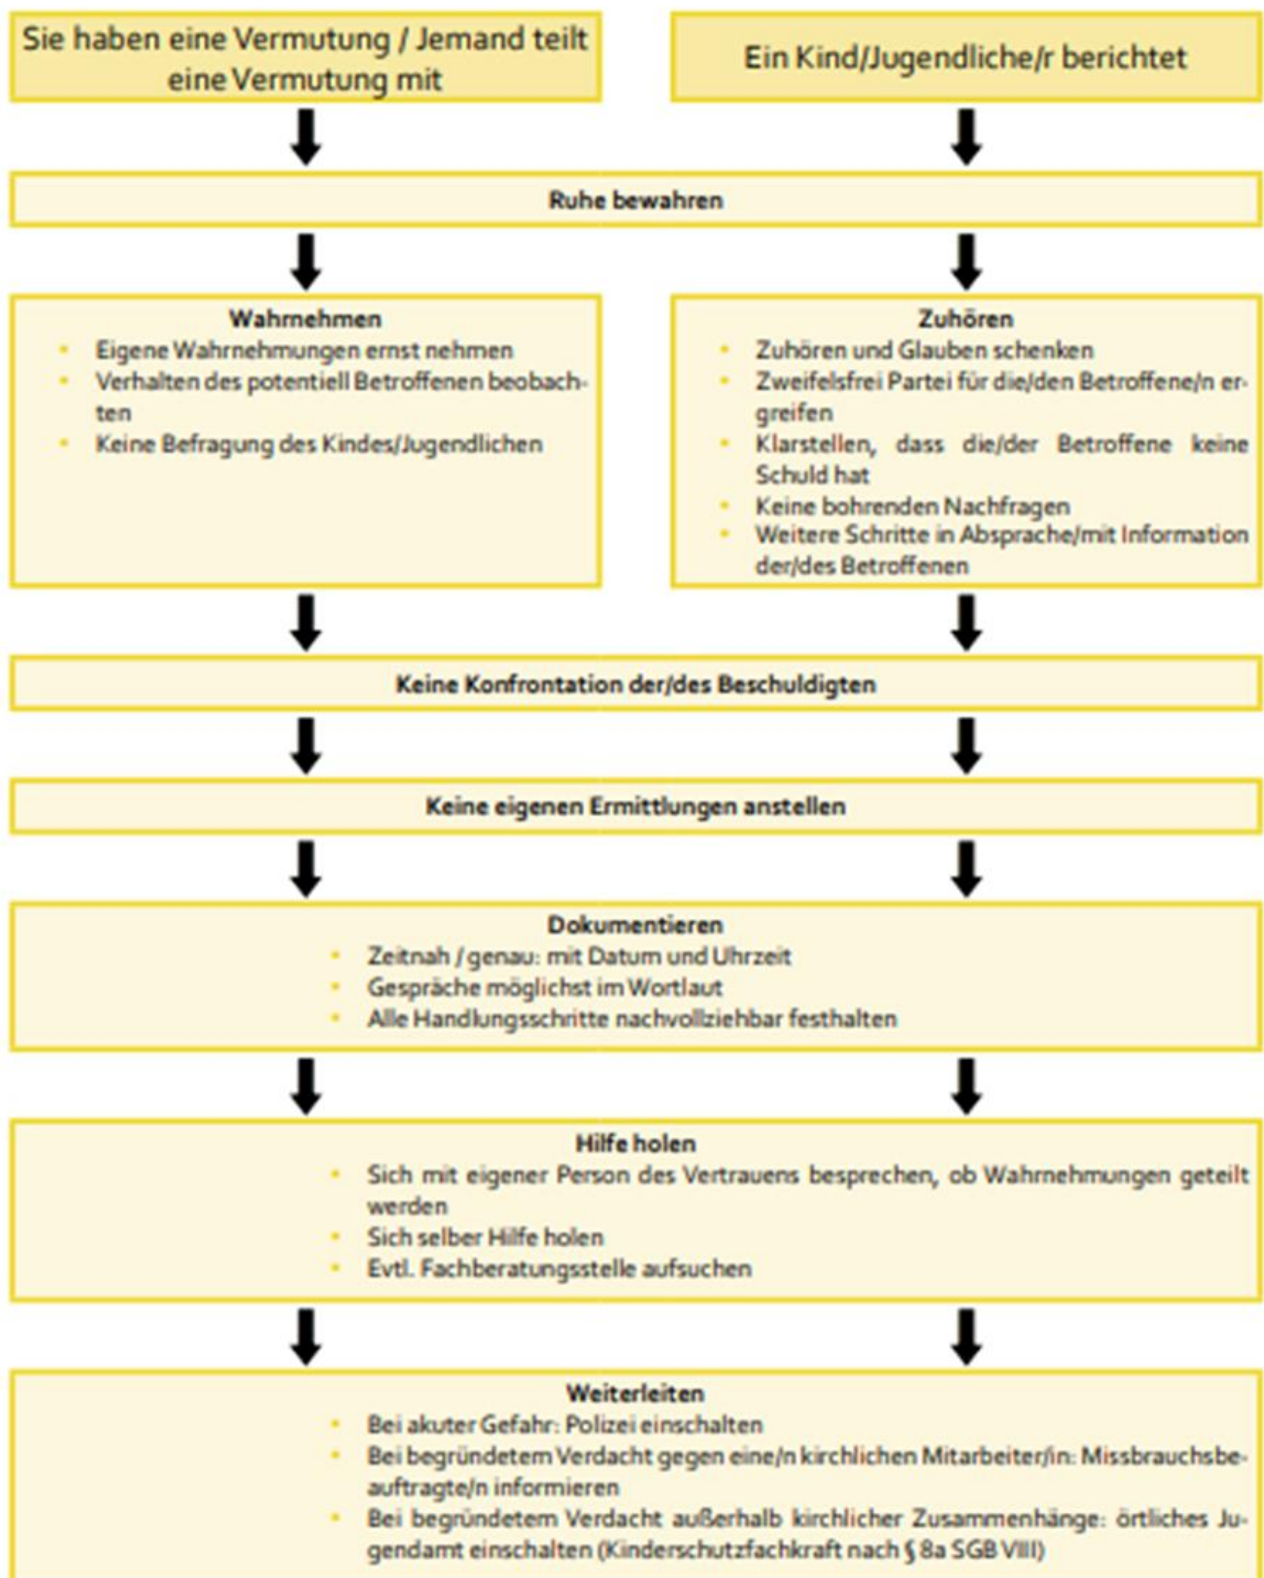 Sie haben eine Vermutung / Jemand teilt
eine Vermutung mit
Ein Kind/Jugendliche/r berichtet
Ruhe bewahren
Wahrnehmen
• Eigene Wahrnehmungen ernst nehmen
• Verhalten des potentiell Betroffenen beobach-
ten
• Keine Befragung des Kindes/Jugendlichen
Zuhören
• Zuhören und Glauben schenken
• Zweifelsfrei Partei für die/den Betroffene/n er-
greifen
• Klarstellen, dass die/der Betroffene keine
Schuld hat
• Keine bohrenden Nachfragen
• Weitere Schritte in Absprache/mit Information
der/des Betroffenen
Keine Konfrontation der/des Beschuldigten
Keine eigenen Ermittlungen anstellen
Dokumentieren
• Zeitnah / genau: mit Datum und Uhrzeit
• Gespräche möglichst im Wortlaut
• Alle Handlungsschritte nachvollziehbar festhalten
Hilfe holen
• Sich mit eigener Person des Vertrauens besprechen, ob Wahrnehmungen geteilt
werden
• Sich selber Hilfe holen
• Evtl. Fachberatungsstelle aufsuchen
Weiterleiten
• Bei akuter Gefahr: Polizei einschalten
• Bei begründetem Verdacht gegen eine/n kirchlichen Mitarbeiter/in: Missbrauchsbe-
auftragte/n informieren
• Bei begründetem Verdacht außerhalb kirchlicher Zusammenhänge: örtliches Ju-
gendamt einschalten (Kinderschutzfachkraft nach § 8a SGB VIII)